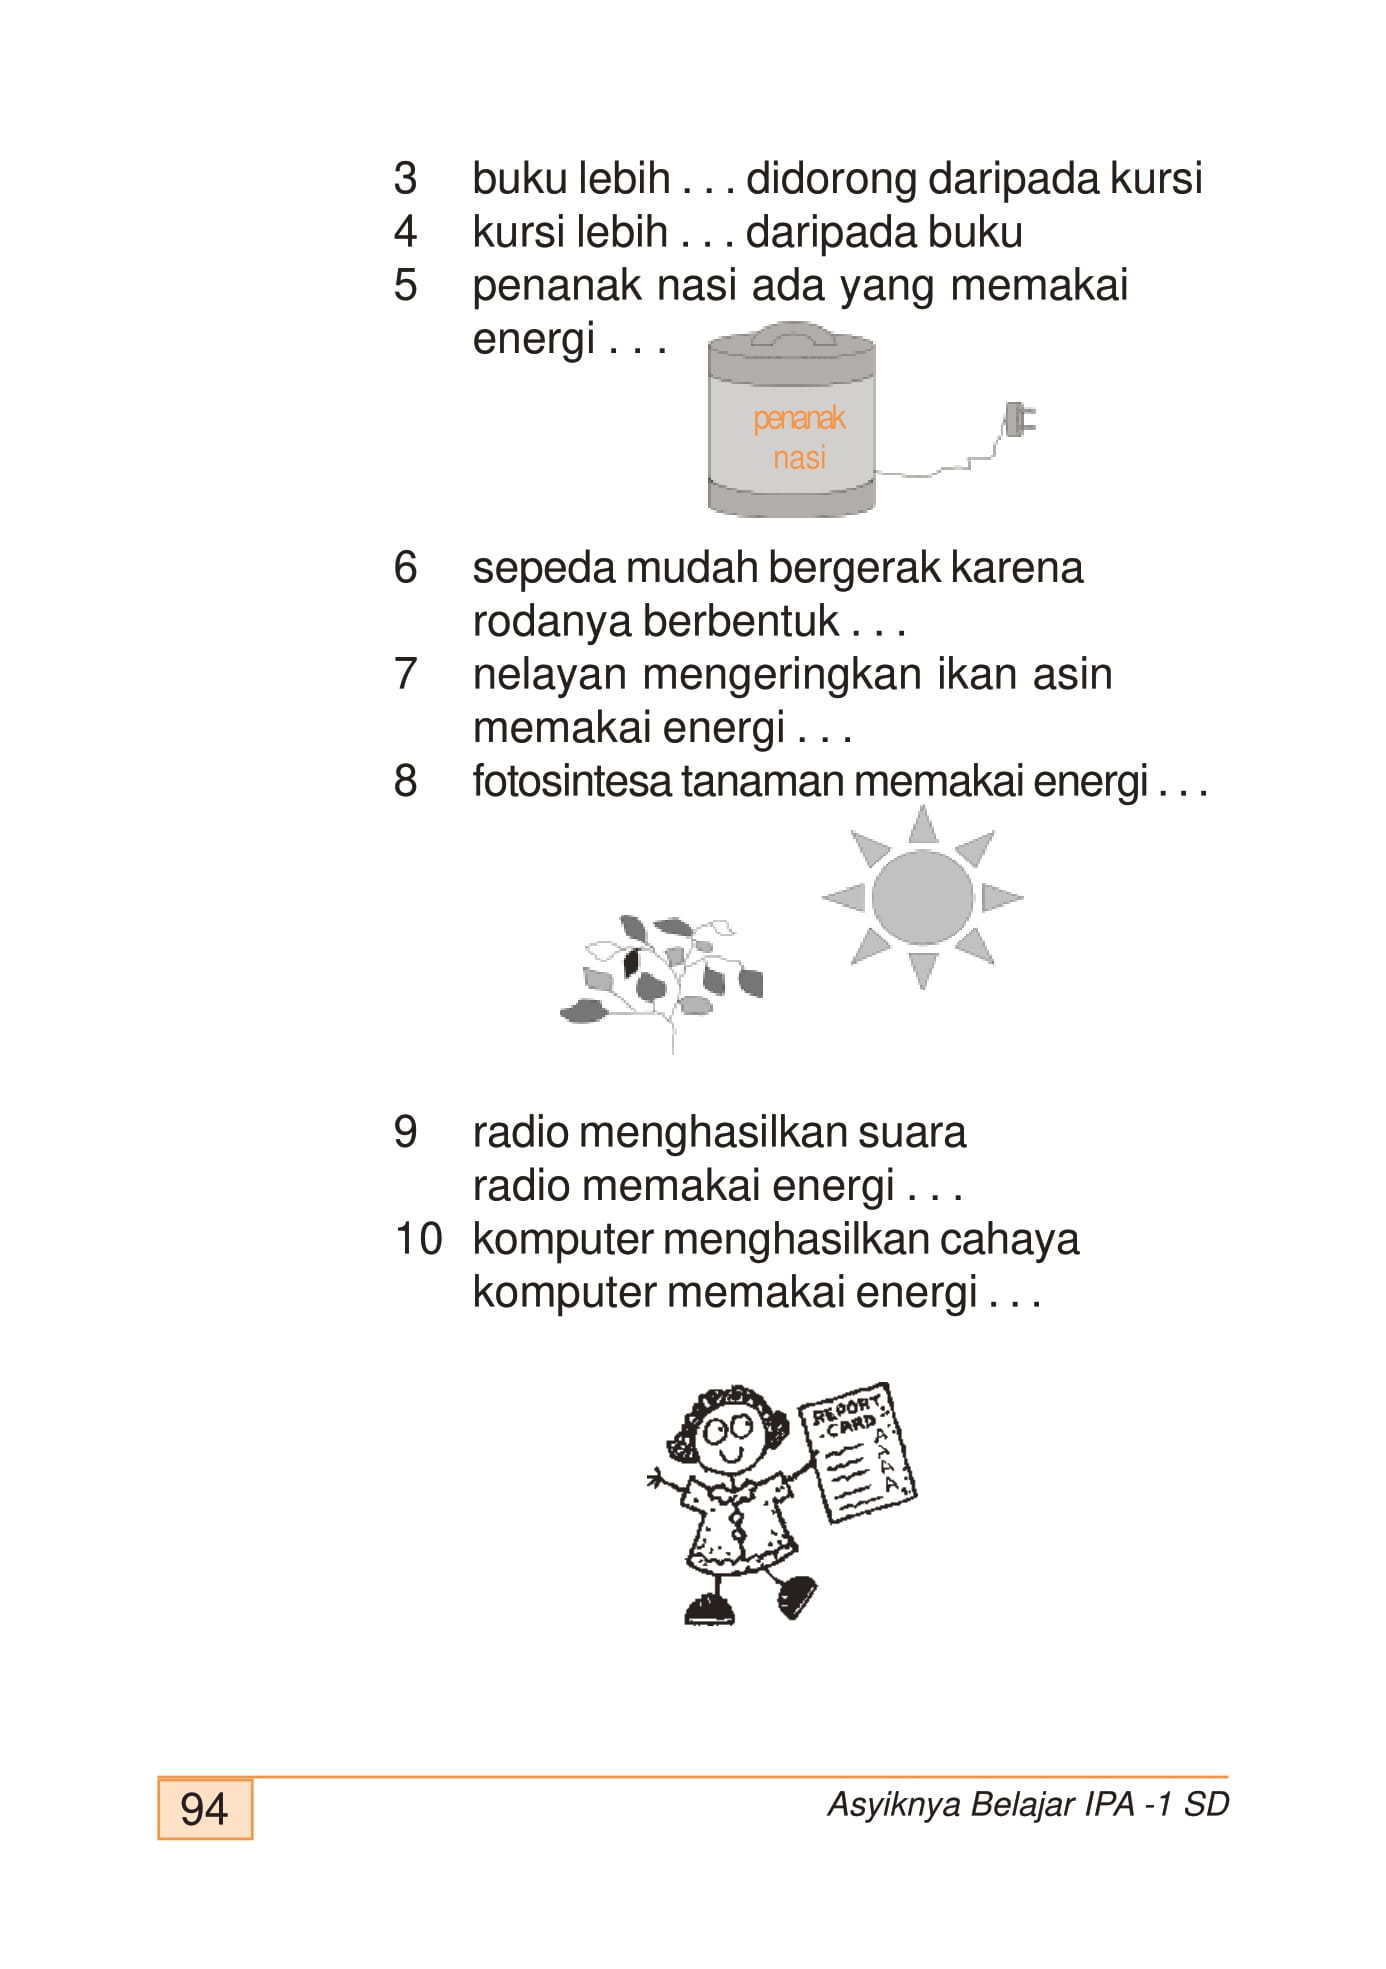 3 buku lebih . . . didorong daripada kursi
4 kursi lebih . . . daripada buku
5 penanak nasi ada yang memakai
energi . . .
penanak
nasi
6 sepeda mudah bergerak karena
rodanya berbentuk . . .
7 nelayan mengeringkan ikan asin
memakai energi . . .
8 fotosintesa tanaman memakai energi . . .
9 radio menghasilkan suara
radio memakai energi . . .
10 komputer menghasilkan cahaya
komputer memakai energi . . .
REPORT
CARD
A
A
A
A
94
Asyiknya Belajar IPA -1 SD